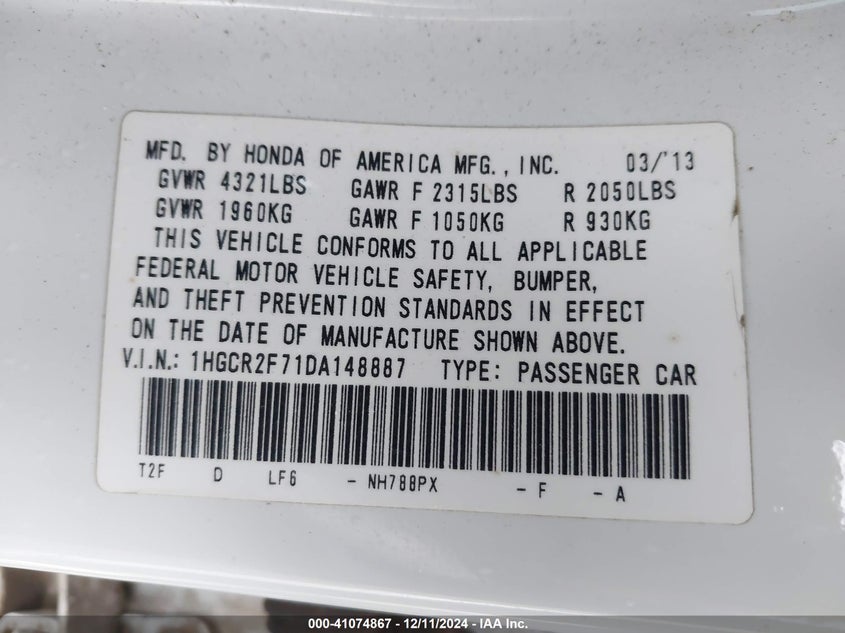 MFD. BY HONDA OF AMERICA MFG., INC. 03/'13
GVWR 4321LBS GAWR F 2315LBS R 2050LBS
GVWR 1960KG GAWR F 1050KG R 930KG
THIS VEHICLE CONFORMS TO ALL APPLICABLE
FEDERAL MOTOR VEHICLE SAFETY, BUMPER,
AND THEFT PREVENTION STANDARDS IN EFFECT
ON THE DATE OF MANUFACTURE SHOWN ABOVE.
V.I.N.: 1HGCR2F71DA148887 TYPE: PASSENGER CAR
T2F D LF6 - NH788PX - F - A
000-41074867 - 12/11/2024 - IAA Inc.